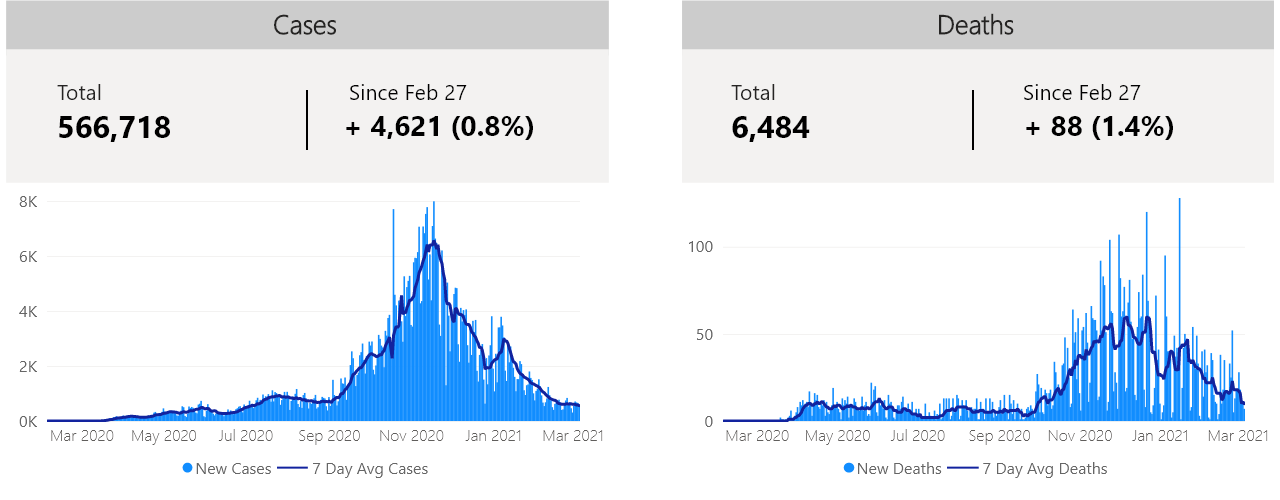 Cases
Total
Since Feb 27
566,718
+ 4,621 (0.8%)
8K
6K
4K
2K
0K
Mar 2020 May 2020 Jul 2020 Sep 2020 Nov 2020 Jan 2021 Mar 2021
New Cases 7 Day Avg Cases
Deaths
Total
Since Feb 27
6,484
+ 88 (1.4%)
100
50
0
Mar 2020 May 2020 Jul 2020 Sep 2020 Nov 2020 Jan 2021 Mar 2021
New Deaths 7 Day Avg Deaths